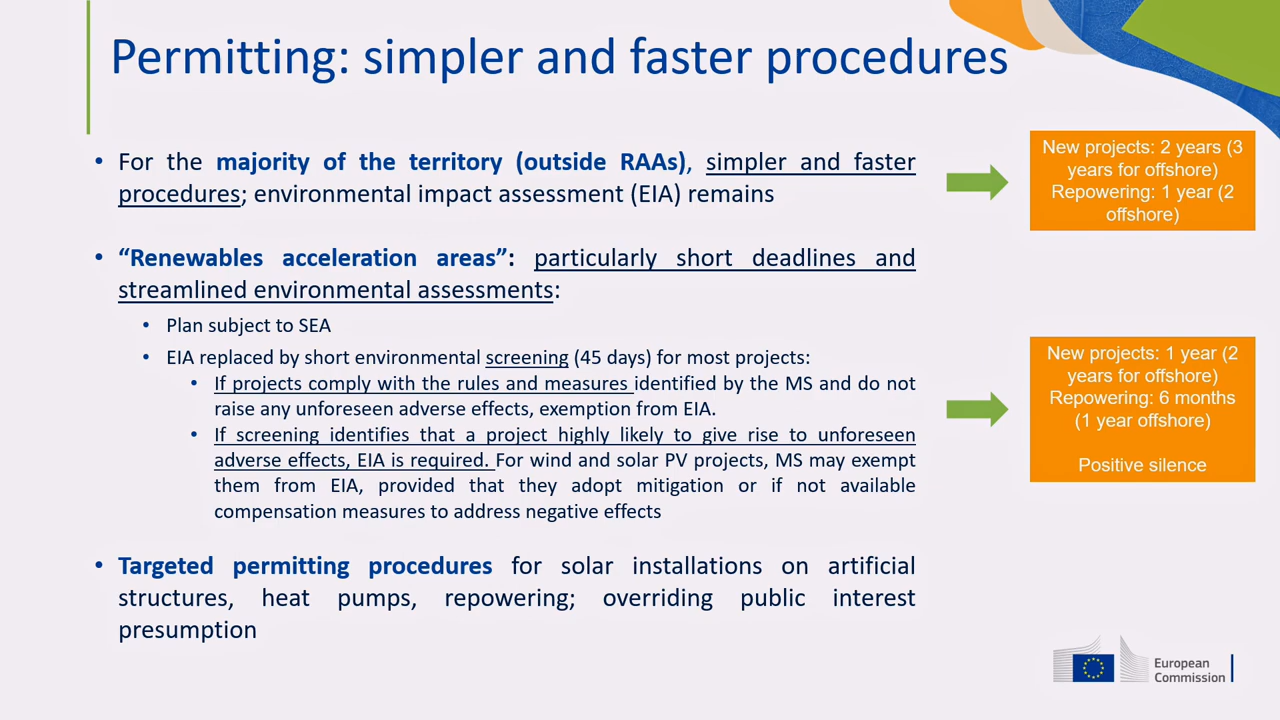 Permitting: simpler and faster procedures
• For the majority of the territory (outside RAAs), simpler and faster
procedures; environmental impact assessment (EIA) remains
New projects: 2 years (3
years for offshore)
Repowering: 1 year (2
offshore)
• “Renewables acceleration areas”: particularly short deadlines and
streamlined environmental assessments:
• Plan subject to SEA
• EIA replaced by short environmental screening (45 days) for most projects:
• If projects comply with the rules and measures identified by the MS and do not
raise any unforeseen adverse effects, exemption from EIA.
• If screening identifies that a project highly likely to give rise to unforeseen
adverse effects, EIA is required. For wind and solar PV projects, MS may exempt
them from EIA, provided that they adopt mitigation or if not available
compensation measures to address negative effects
New projects: 1 year (2
years for offshore)
Repowering: 6 months
(1 year offshore)
Positive silence
• Targeted permitting procedures for solar installations on artificial
structures, heat pumps, repowering; overriding public interest
presumption
European
Commission